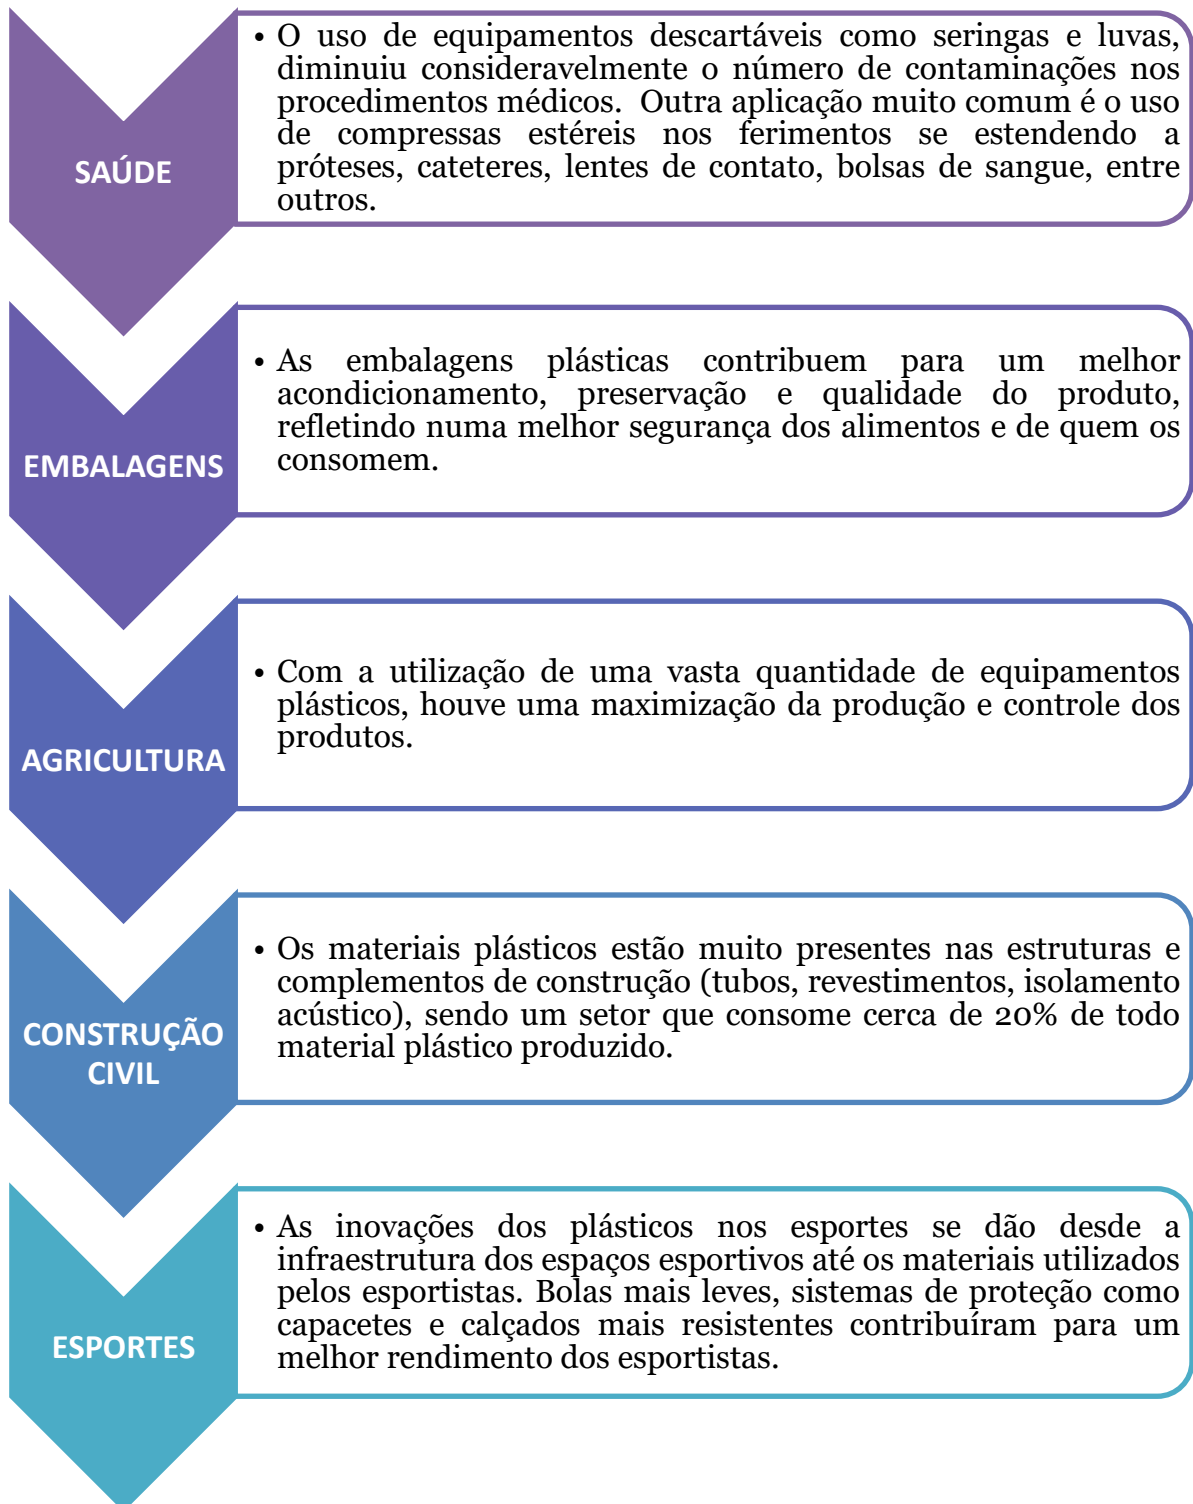 SAÚDE
• O uso de equipamentos descartáveis como seringas e luvas,
diminuiu consideravelmente o número de contaminações nos
procedimentos médicos. Outra aplicação muito comum é o uso
de compressas estéreis nos ferimentos se estendendo a
próteses, cateteres, lentes de contato, bolsas de sangue, entre
outros.
EMBALAGENS
• As embalagens plásticas contribuem para um melhor
acondicionamento, preservação e qualidade do produto,
refletindo numa melhor segurança dos alimentos e de quem os
consomem.
AGRICULTURA
• Com a utilização de uma vasta quantidade de equipamentos
plásticos, houve uma maximização da produção e controle dos
produtos.
CONSTRUÇÃO
CIVIL
• Os materiais plásticos estão muito presentes nas estruturas e
complementos de construção (tubos, revestimentos, isolamento
acústico), sendo um setor que consome cerca de 20% de todo
material plástico produzido.
ESPORTES
• As inovações dos plásticos nos esportes se dão desde a
infraestrutura dos espaços esportivos até os materiais utilizados
pelos esportistas. Bolas mais leves, sistemas de proteção como
capacetes e calçados mais resistentes contribuíram para um
melhor rendimento dos esportistas.